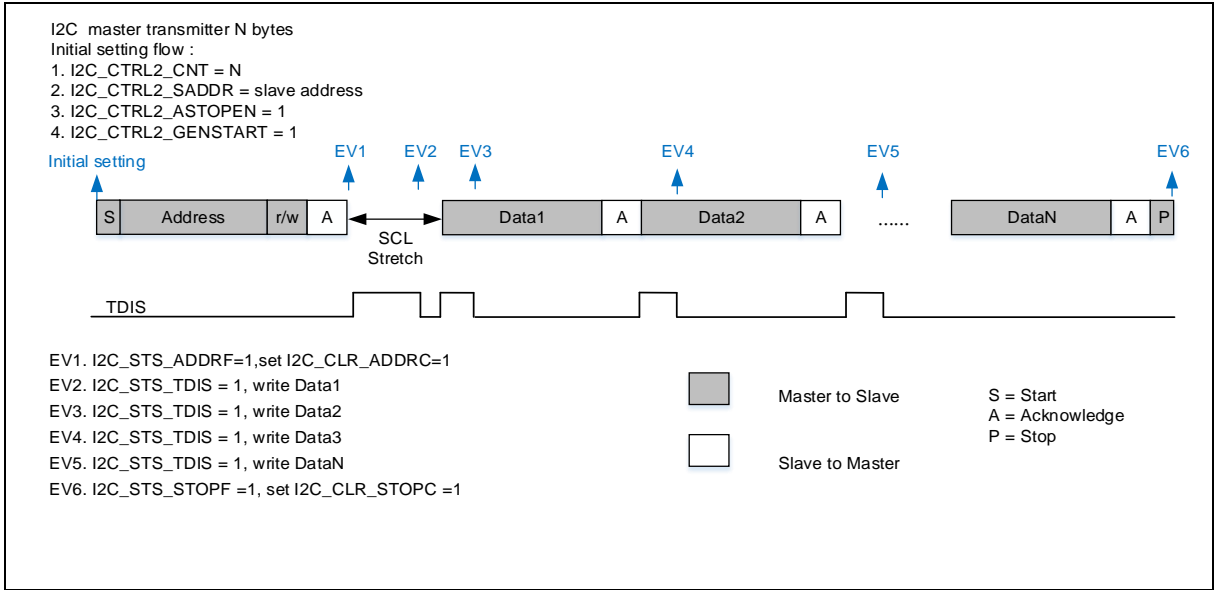 I2C master transmitter N bytes
Initial setting flow :
1. I2C_CTRL2_CNT = N
2. I2C_CTRL2_SADDR = slave address
3. I2C_CTRL2_ASTOPEN = 1
4. I2C_CTRL2_GENSTART = 1
Initial setting
EV1 EV2 EV3 EV4 EV5 EV6
S Address r/w A Data1 A Data2 A ...... DataN A P
SCL
Stretch
TDIS
EV1. I2C_STS_ADDRF=1,set I2C_CLR_ADDRC=1
EV2. I2C_STS_TDIS = 1, write Data1
EV3. I2C_STS_TDIS = 1, write Data2
EV4. I2C_STS_TDIS = 1, write Data3
EV5. I2C_STS_TDIS = 1, write DataN
EV6. I2C_STS_STOPF =1, set I2C_CLR_STOPC =1
Master to Slave
Slave to Master
S = Start
A = Acknowledge
P = Stop